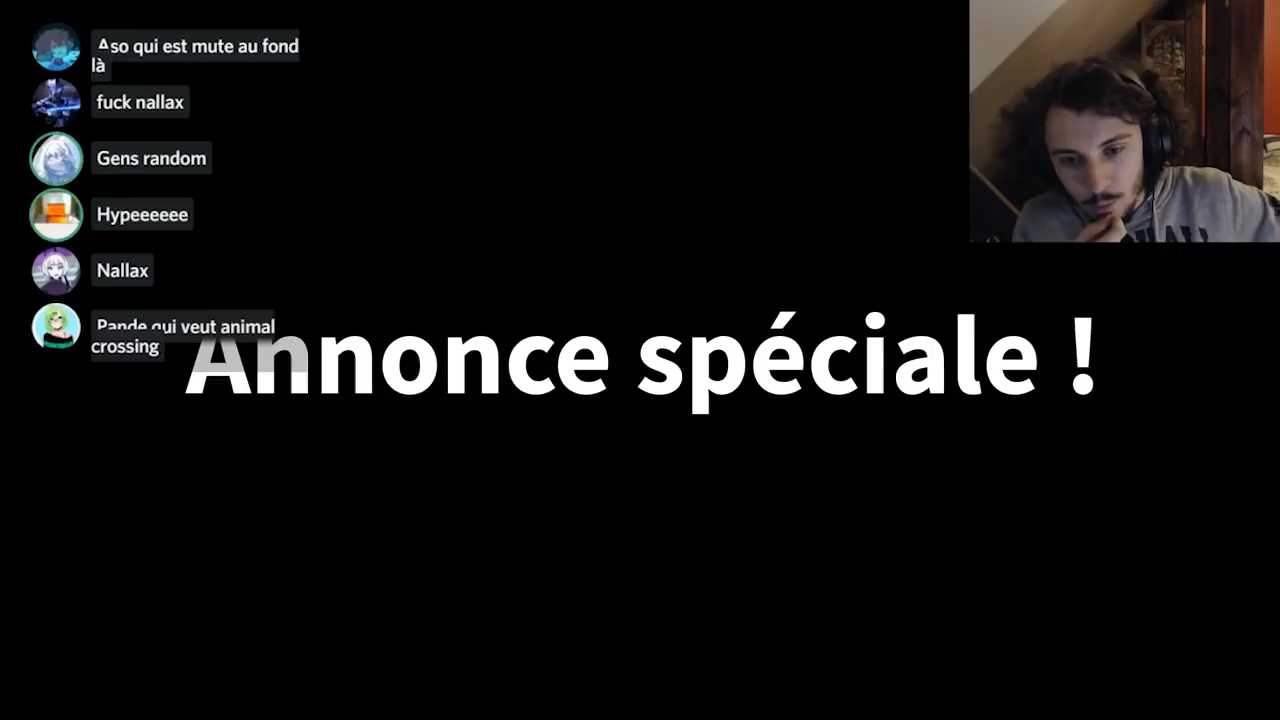 Aso qui est mute au fond
là
fuck nallax
Gens random
Hypeeeeee
Nallax
Pande qui veut animal
crossing
Annonce spéciale !